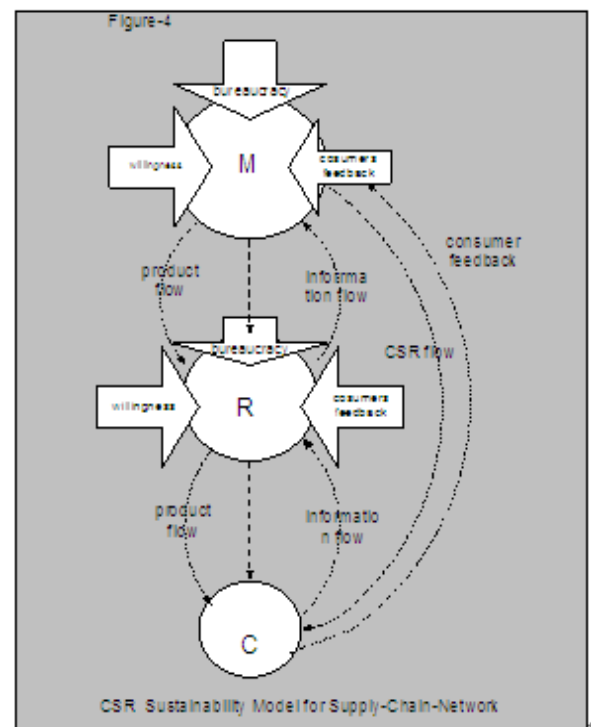 Figure-4
bureaucracy
willingness
M
cosumers
feedback
consumer
feedback
product
flow
informa
tion flow
bureaucracy
CSR flow
willingness
R
cosumers
feedback
product
flow
informatio
n flow
C
CSR Sustainability Model for Supply-Chain-Network